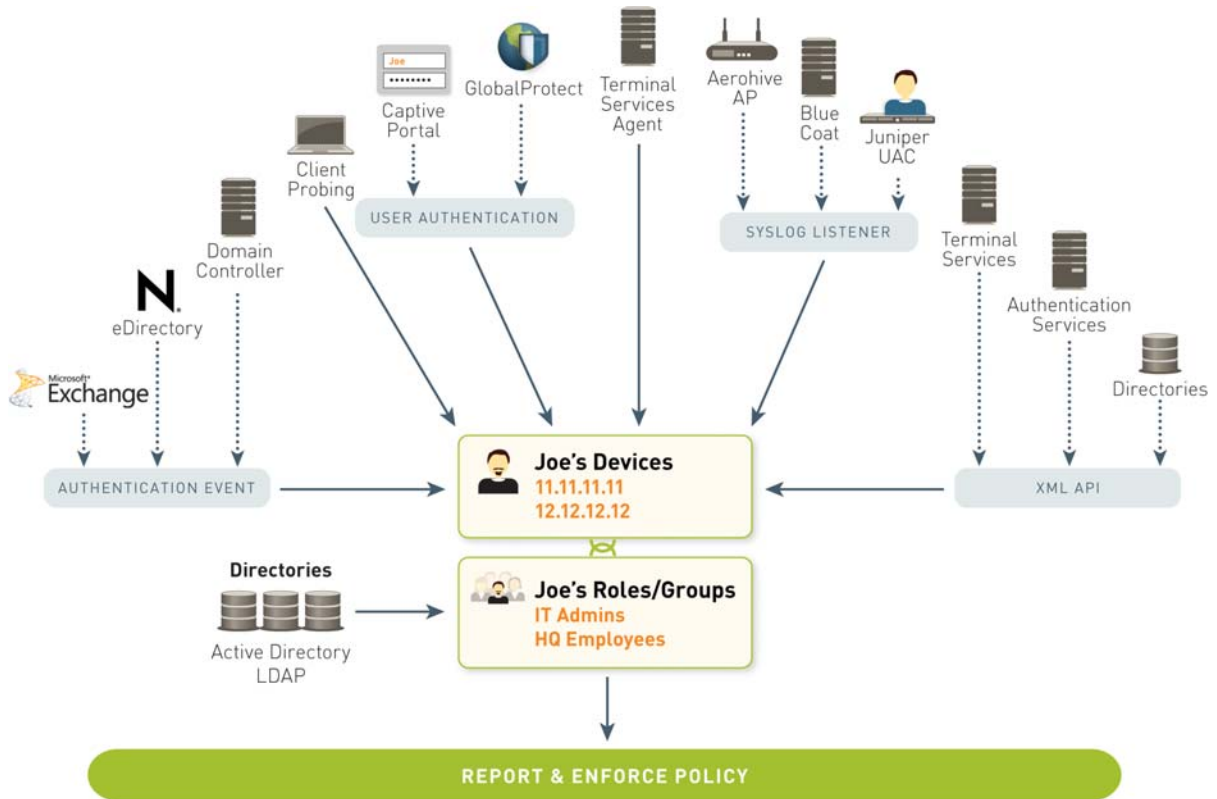 Joe
GlobalProtect
Captive
Portal
Terminal
Services
Agent
Aerohive
AP
Blue
Coat
Juniper
UAC
Client
Probing
USER AUTHENTICATION
SYSLOG LISTENER
Domain
Controller
Terminal
Services
N
eDirectory
Authentication
Services
Microsoft®
Exchange
Directories
AUTHENTICATION EVENT
Joe's Devices
11.11.11.11
12.12.12.12
XML API
Directories
Active Directory
LDAP
Joe's Roles/Groups
IT Admins
HQ Employees
REPORT & ENFORCE POLICY